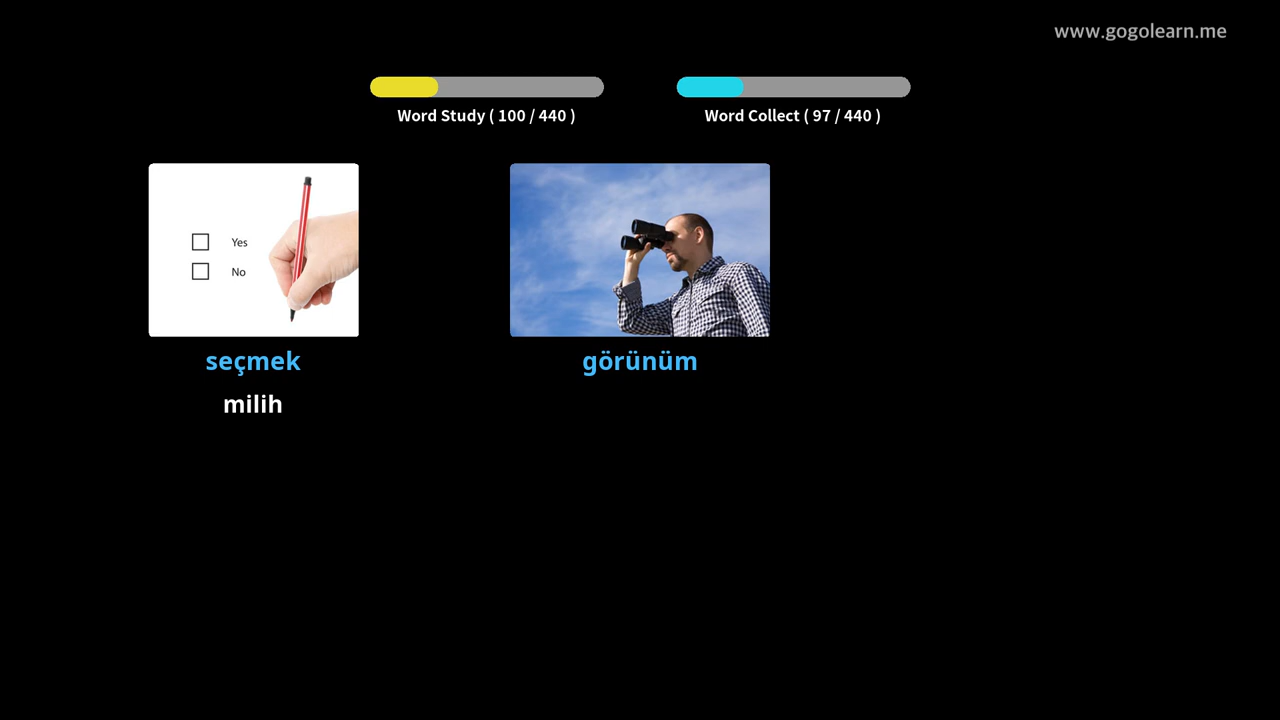 www.gogolearn.me
Word Study ( 100 / 440 )
Word Collect ( 97 / 440 )
Yes
No
seçmek
milih
görünüm